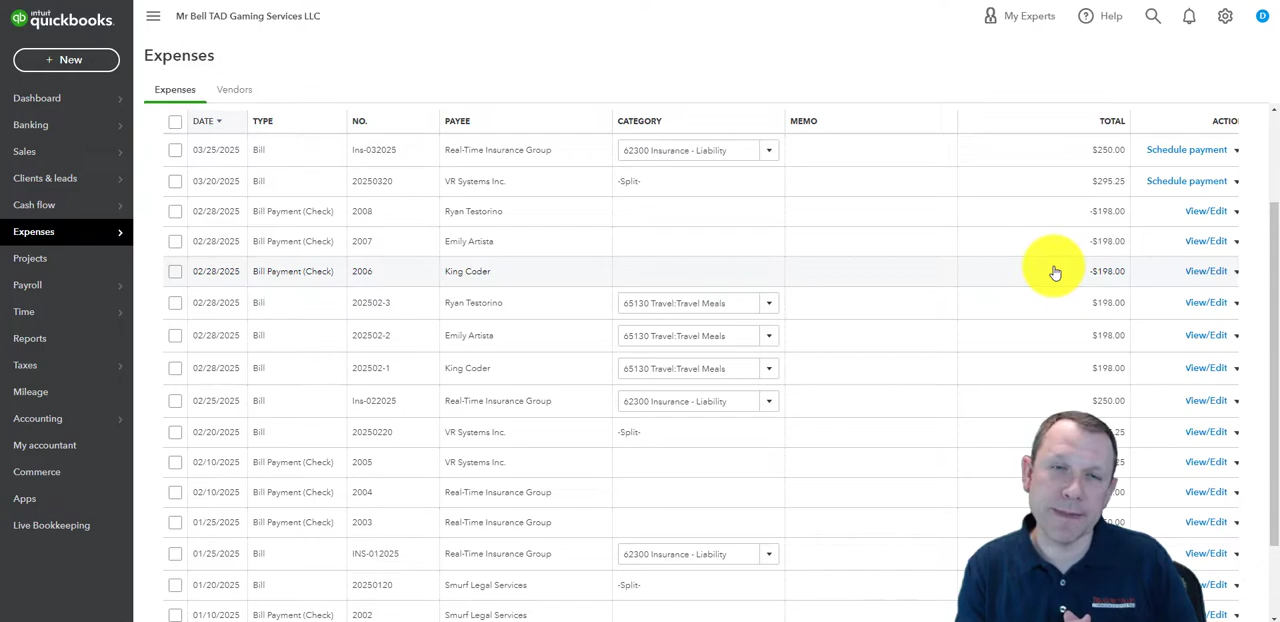 intuit
quickbooks.
Mr Bell TAD Gaming Services LLC
My Experts
Help
D
+ New
Expenses
Expenses Vendors
Dashboard
Banking
Sales
Clients & leads
Cash flow
Expenses
Projects
Payroll
Time
Reports
Taxes
Mileage
Accounting
My accountant
Commerce
Apps
Live Bookkeeping
DATE TYPE NO. PAYEE CATEGORY MEMO TOTAL ACTIO
03/25/2025 Bill Ins-032025 Real-Time Insurance Group 62300 Insurance - Liability $250.00 Schedule payment
03/20/2025 Bill 20250320 VR Systems Inc. -Split- $295.25 Schedule payment
02/28/2025 Bill Payment (Check) 2008 Ryan Testorino -$198.00 View/Edit
02/28/2025 Bill Payment (Check) 2007 Emily Artista -$198.00 View/Edit
02/28/2025 Bill Payment (Check) 2006 King Coder -$198.00 View/Edit
02/28/2025 Bill 202502-3 Ryan Testorino 65130 Travel:Travel Meals $198.00 View/Edit
02/28/2025 Bill 202502-2 Emily Artista 65130 Travel:Travel Meals $198.00 View/Edit
02/28/2025 Bill 202502-1 King Coder 65130 Travel:Travel Meals $198.00 View/Edit
02/25/2025 Bill Ins-022025 Real-Time Insurance Group 62300 Insurance - Liability $250.00 View/Edit
02/20/2025 Bill 20250220 VR Systems Inc. -Split- View/Edit
02/10/2025 Bill Payment (Check) 2005 VR Systems Inc. View/Edit
02/10/2025 Bill Payment (Check) 2004 Real-Time Insurance Group View/Edit
01/25/2025 Bill Payment (Check) 2003 Real-Time Insurance Group View/Edit
01/25/2025 Bill INS-012025 Real-Time Insurance Group 62300 Insurance - Liability View/Edit
01/20/2025 Bill 20250120 Smurf Legal Services -Split-
01/10/2025 Bill Payment (Check) 2002 Smurf Legal Services